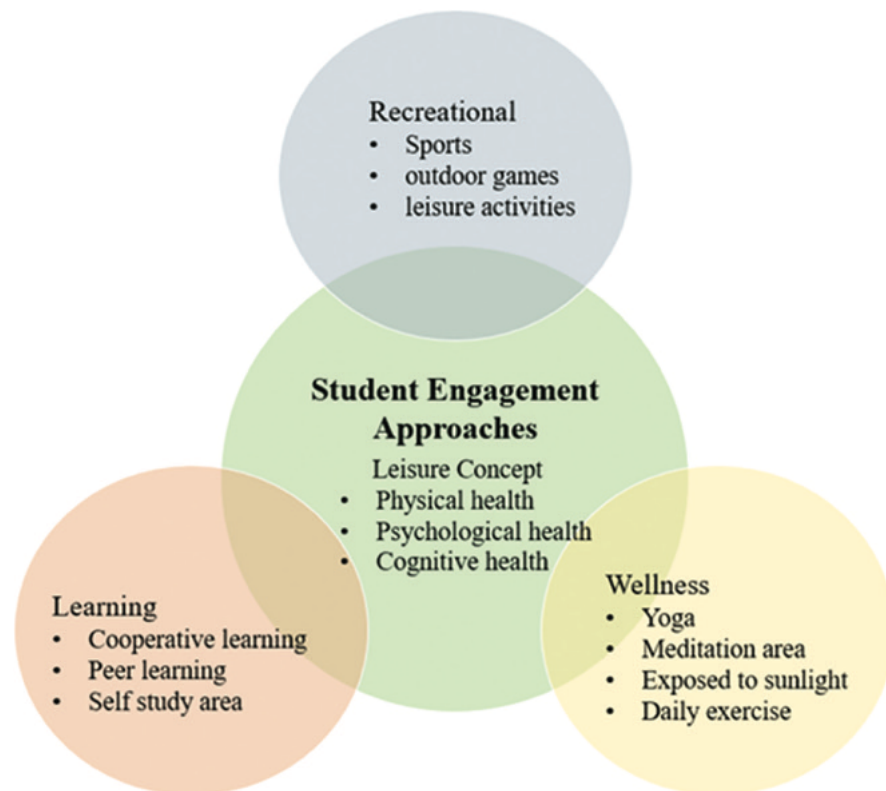 Recreational
• Sports
• outdoor games
• leisure activities
Student Engagement
Approaches
Leisure Concept
• Physical health
• Psychological health
• Cognitive health
Learning
• Cooperative learning
• Peer learning
• Self study area
Wellness
• Yoga
• Meditation area
• Exposed to sunlight
• Daily exercise